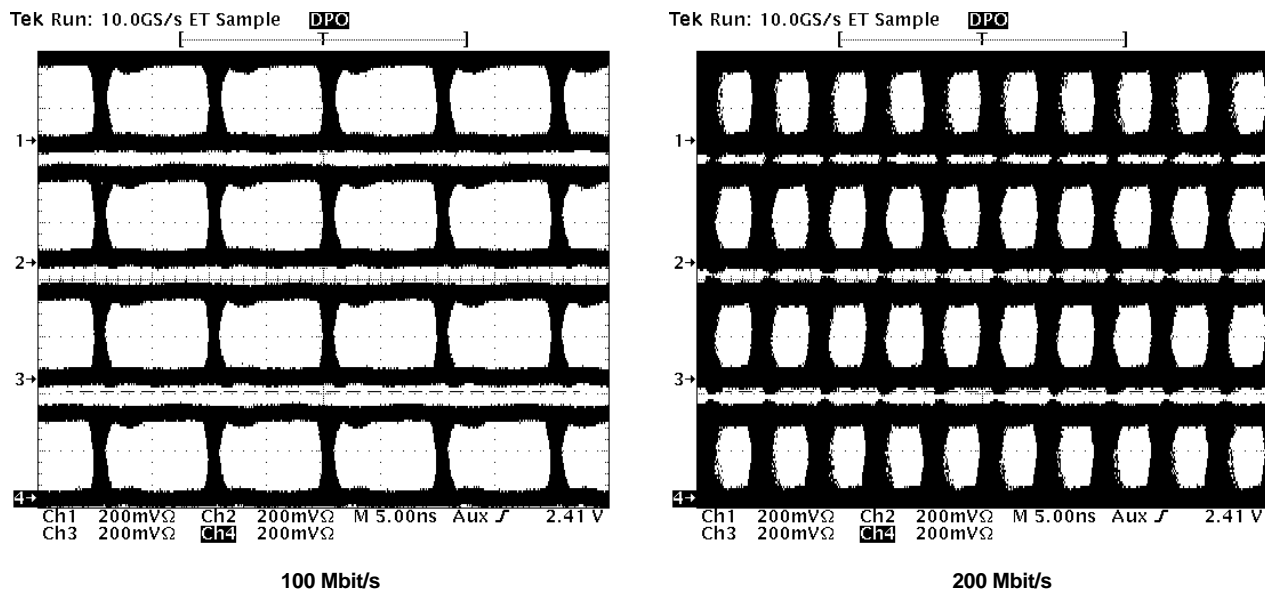 Tek Run: 10.0GS/s ET Sample DPO
[ T ]
1→
2→
3→
4→
Ch1 200mVΩ Ch2 200mVΩ M 5.00ns Aux ƒ 2.41 V
Ch3 200mVΩ Ch4 200mVΩ
100 Mbit/s
Tek Run: 10.0GS/s ET Sample DPO
[ T ]
1→
2→
3→
4→
Ch1 200mVΩ Ch2 200mVΩ M 5.00ns Aux ƒ 2.41 V
Ch3 200mVΩ Ch4 200mVΩ
200 Mbit/s